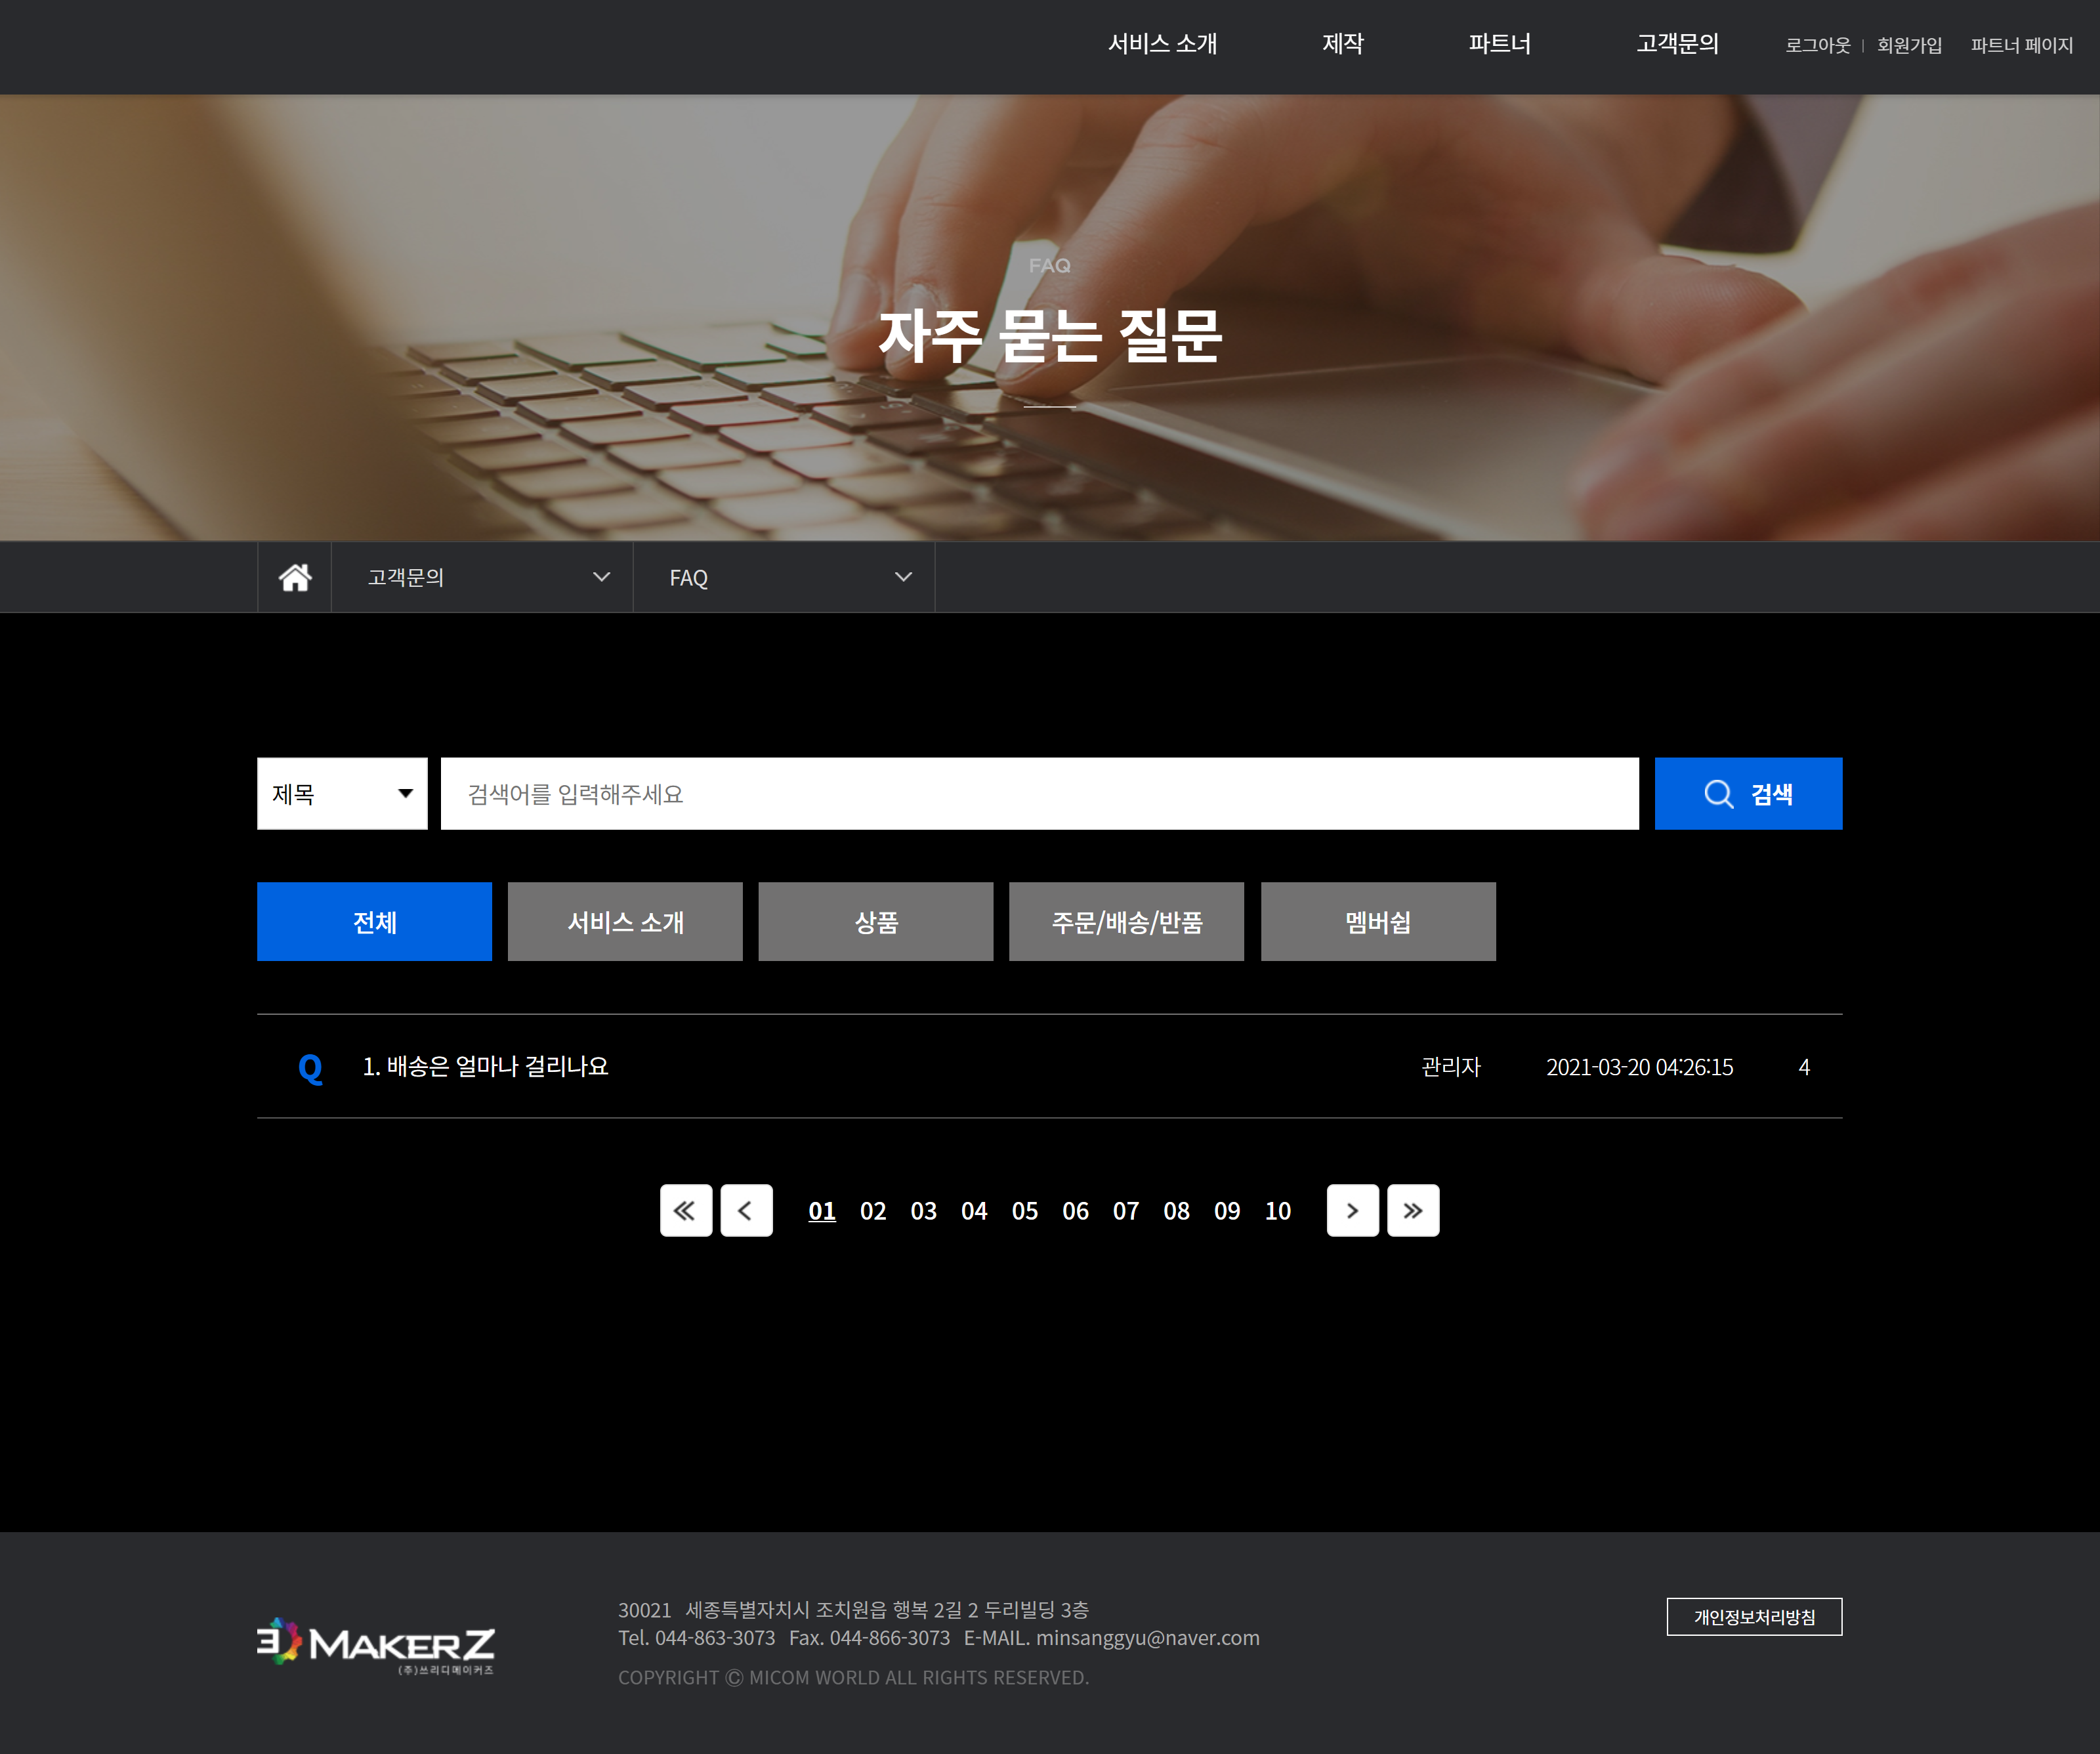 서비스 소개 제작 파트너 고객문의 로그아웃 회원가입 파트너 페이지
FAQ
자주 묻는 질문
고객문의 FAQ
제목 검색어를 입력해주세요 검색
전체 서비스 소개 상품 주문/배송/반품 멤버쉽
Q 1. 배송은 얼마나 걸리나요 관리자 2021-03-20 04:26:15 4
01 02 03 04 05 06 07 08 09 10
30021 세종특별자치시 조치원읍 행복 2길 2 두리빌딩 3층
개인정보처리방침
3D MAKERZ
(주)쓰리디메이커즈
Tel. 044-863-3073 Fax. 044-866-3073 E-MAIL. minsanggyu@naver.com
COPYRIGHT Ⓒ MICOM WORLD ALL RIGHTS RESERVED.